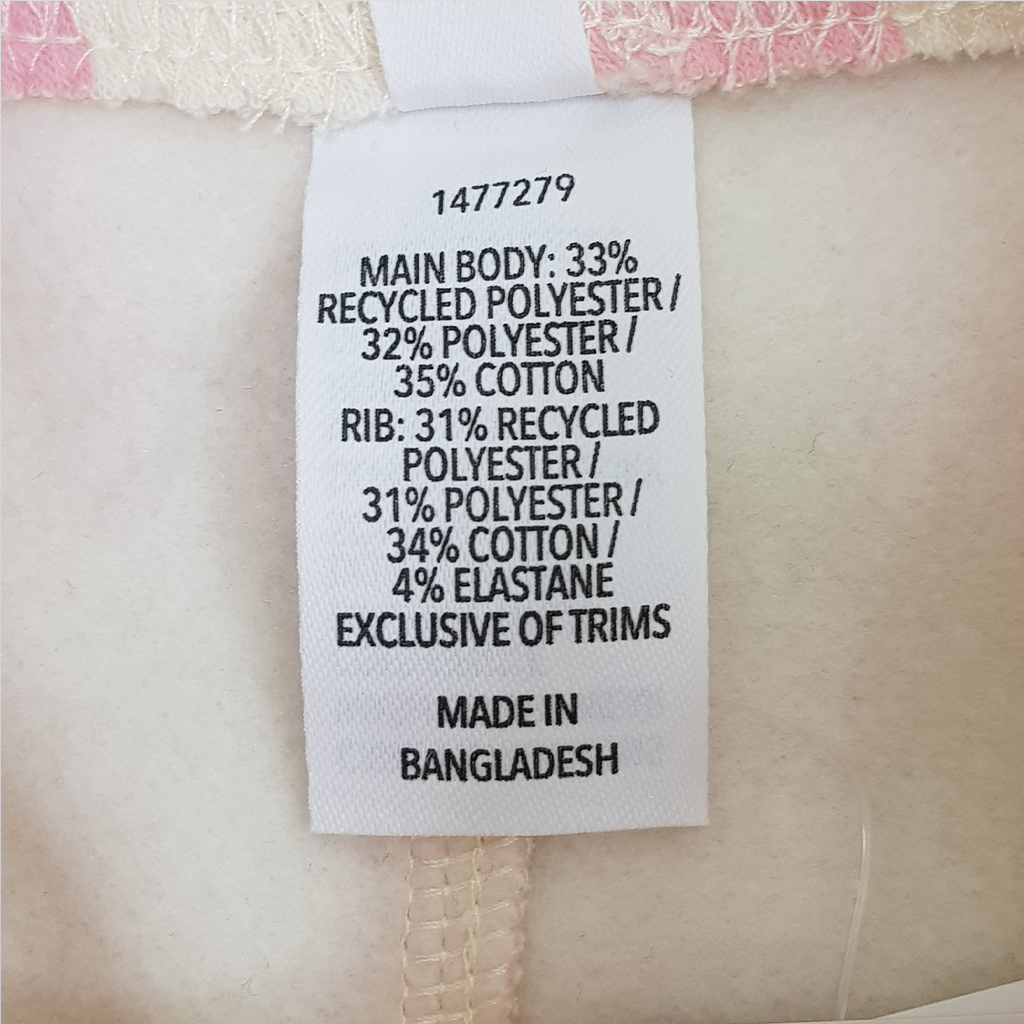 1477279
MAIN BODY: 33%
RECYCLED POLYESTER /
32% POLYESTER /
35% COTTON
RIB: 31% RECYCLED
POLYESTER /
31% POLYESTER /
34% COTTON /
4% ELASTANE
EXCLUSIVE OF TRIMS
MADE IN
BANGLADESH